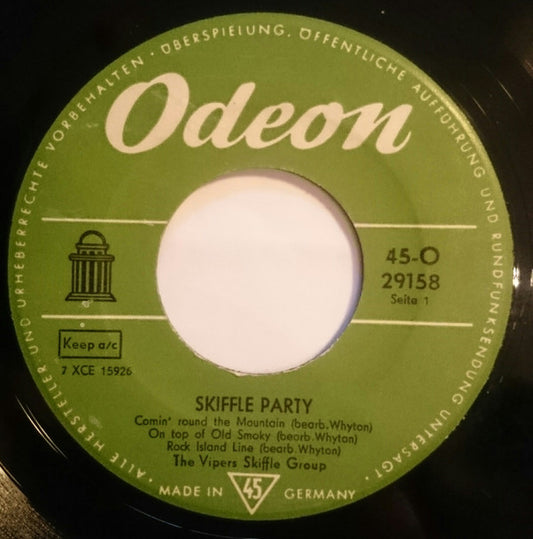 ALLE HERSTELLER-UND URHEBERRECHTE VORBEHALTEN · ÜBERSPIELUNG, ÖFFENTLICHE AUFFÜHRUNG UND RUNDFUNKSENDUNG UNTERSAGT ·
Odeon
45-O
29158
Seite 1
Keep a/c
7 XCE 15926
SKIFFLE PARTY
Comin' round the Mountain (bearb. Whyton)
On top of Old Smoky (bearb. Whytan)
Rock Island Line (bearb. Whyton)
The Vipers Skiffle Group
MADE IN 45 GERMANY